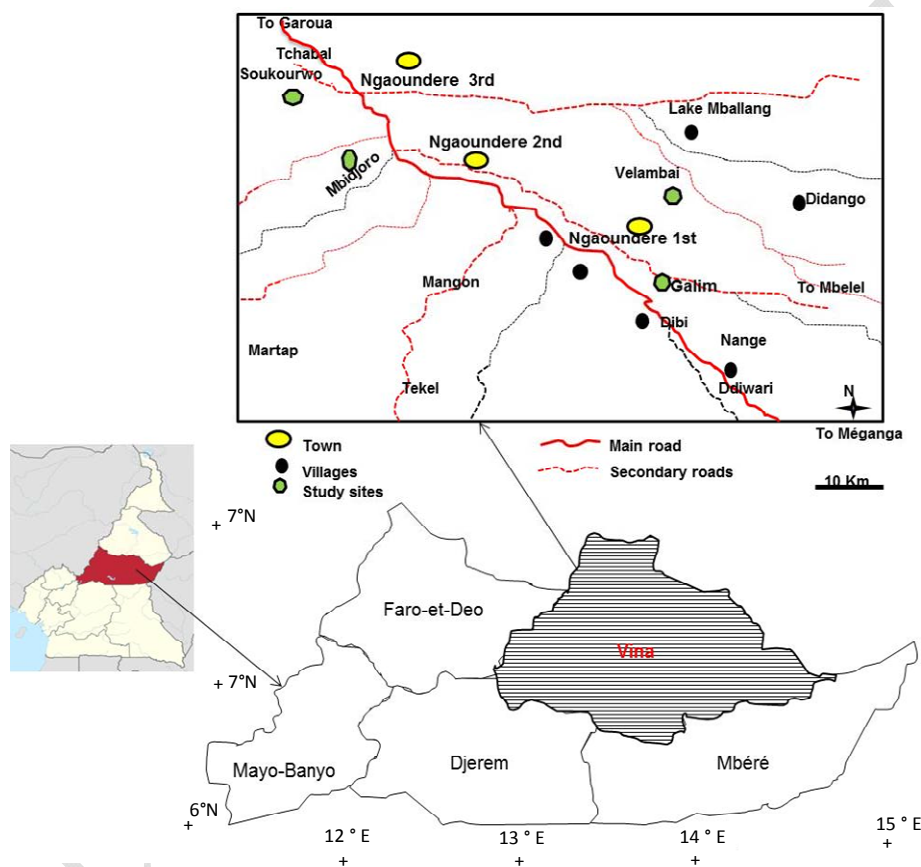 To Garoua
Tchabal
Soukourwo
Ngaoundere 3rd
Lake Mballang
Ngaoundere 2nd
Mbidjoro
Velambai
Didango
Ngaoundere 1st
Mangon
Galim
To Mbelel
Martap
Dibi
Nange
Tekel
Ddiwari
N
To Méganga
Town
Main road
Villages
Secondary roads
Study sites
10 Km
+ 7°N
Faro-et-Deo
Vina
+ 7°N
Mayo-Banyo
Djerem
Mbéré
6°N
+
12 ° E
13 ° E
14 ° E
15 ° E
+
+
+
+